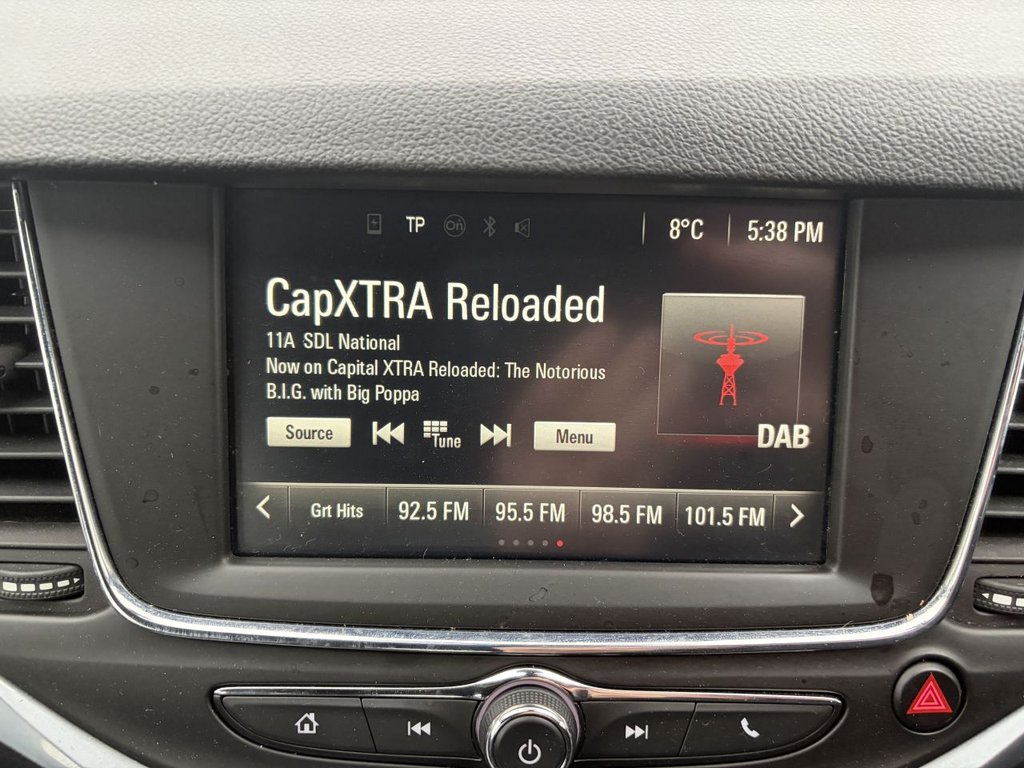 TP On 8°C 5:38 PM
CapXTRA Reloaded
11A SDL National
Now on Capital XTRA Reloaded: The Notorious
B.I.G. with Big Poppa
Source Tune Menu
DAB
Grt Hits 92.5 FM 95.5 FM 98.5 FM 101.5 FM